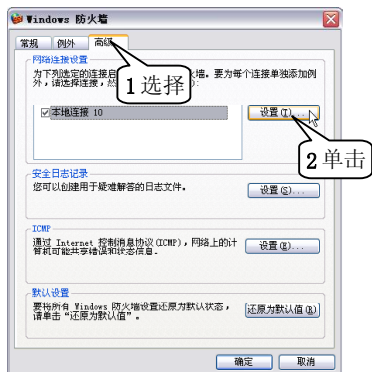 Windows 防火墙
常规 例外 高级
网络连接设置
为下列选定的连接启
火墙。要为每个连接单独添加例
外，请选择连接，然
1 选择
本地连接 10
设置(T)...
2 单击
安全日志记录
您可以创建用于疑难解答的日志文件。
设置(S)...
ICMP
通过 Internet 控制消息协议(ICMP)，网络上的计
算机可能共享错误和状态信息。
设置(E)...
默认设置
要将所有 Windows 防火墙设置还原为默认状态，
请单击“还原为默认值”。
还原为默认值(R)
确定 取消